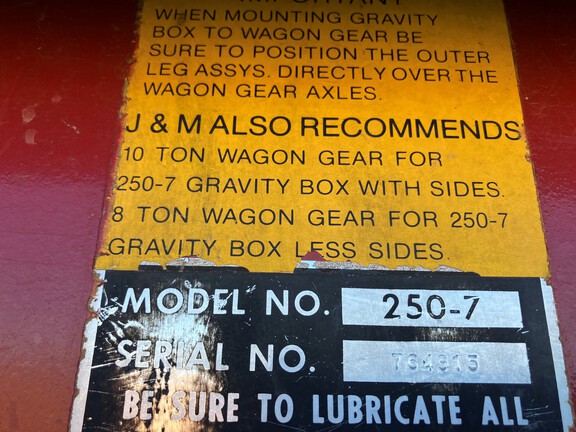 IMPORTANT
WHEN MOUNTING GRAVITY
BOX TO WAGON GEAR BE
SURE TO POSITION THE OUTER
LEG ASSYS. DIRECTLY OVER THE
WAGON GEAR AXLES.
J & M ALSO RECOMMENDS
10 TON WAGON GEAR FOR
250-7 GRAVITY BOX WITH SIDES.
8 TON WAGON GEAR FOR 250-7
GRAVITY BOX LESS SIDES.
MODEL NO. 250-7
SERIAL NO.
BE SURE TO LUBRICATE ALL